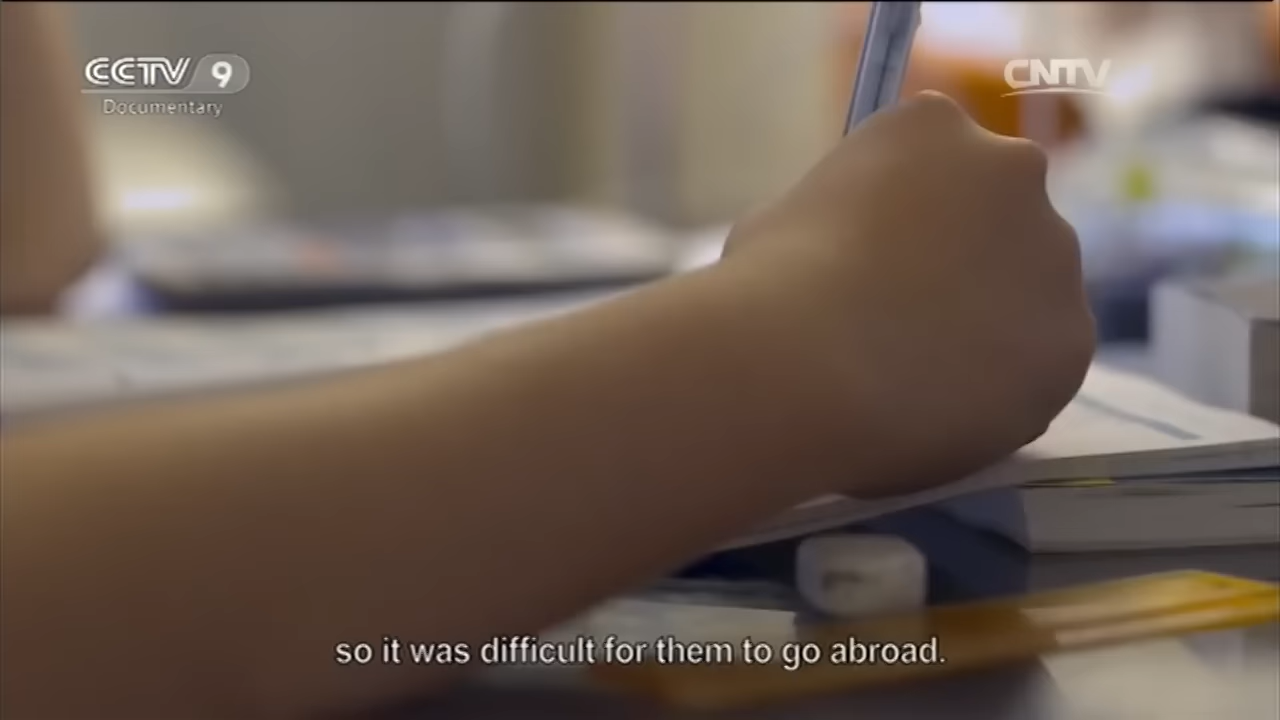 CCTV 9
Documentary
CNTV
so it was difficult for them to go abroad.